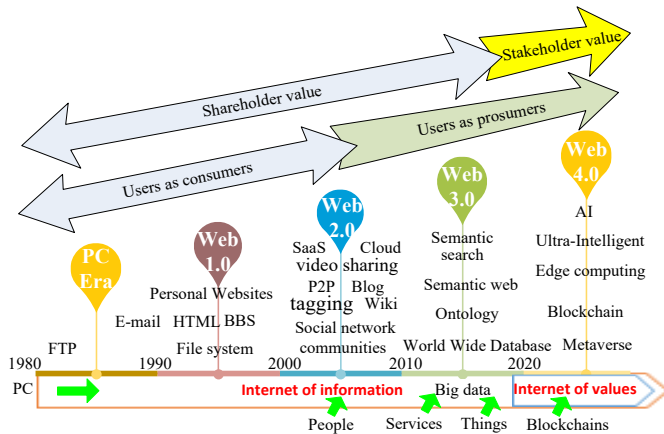 Stakeholder value
Shareholder value
Users as prosumers
Users as consumers
PC
Era
Web
1.0
Web
2.0
Web
3.0
Web
4.0
FTP
E-mail
Personal Websites
HTML BBS
File system
SaaS Cloud
video sharing
P2P Blog
tagging Wiki
Social network
communities
Semantic
search
Semantic web
Ontology
World Wide Database
AI
Ultra-Intelligent
Edge computing
Blockchain
Metaverse
1980 1990 2000 2010 2020
PC Internet of information Big data Internet of values
People Services Things Blockchains